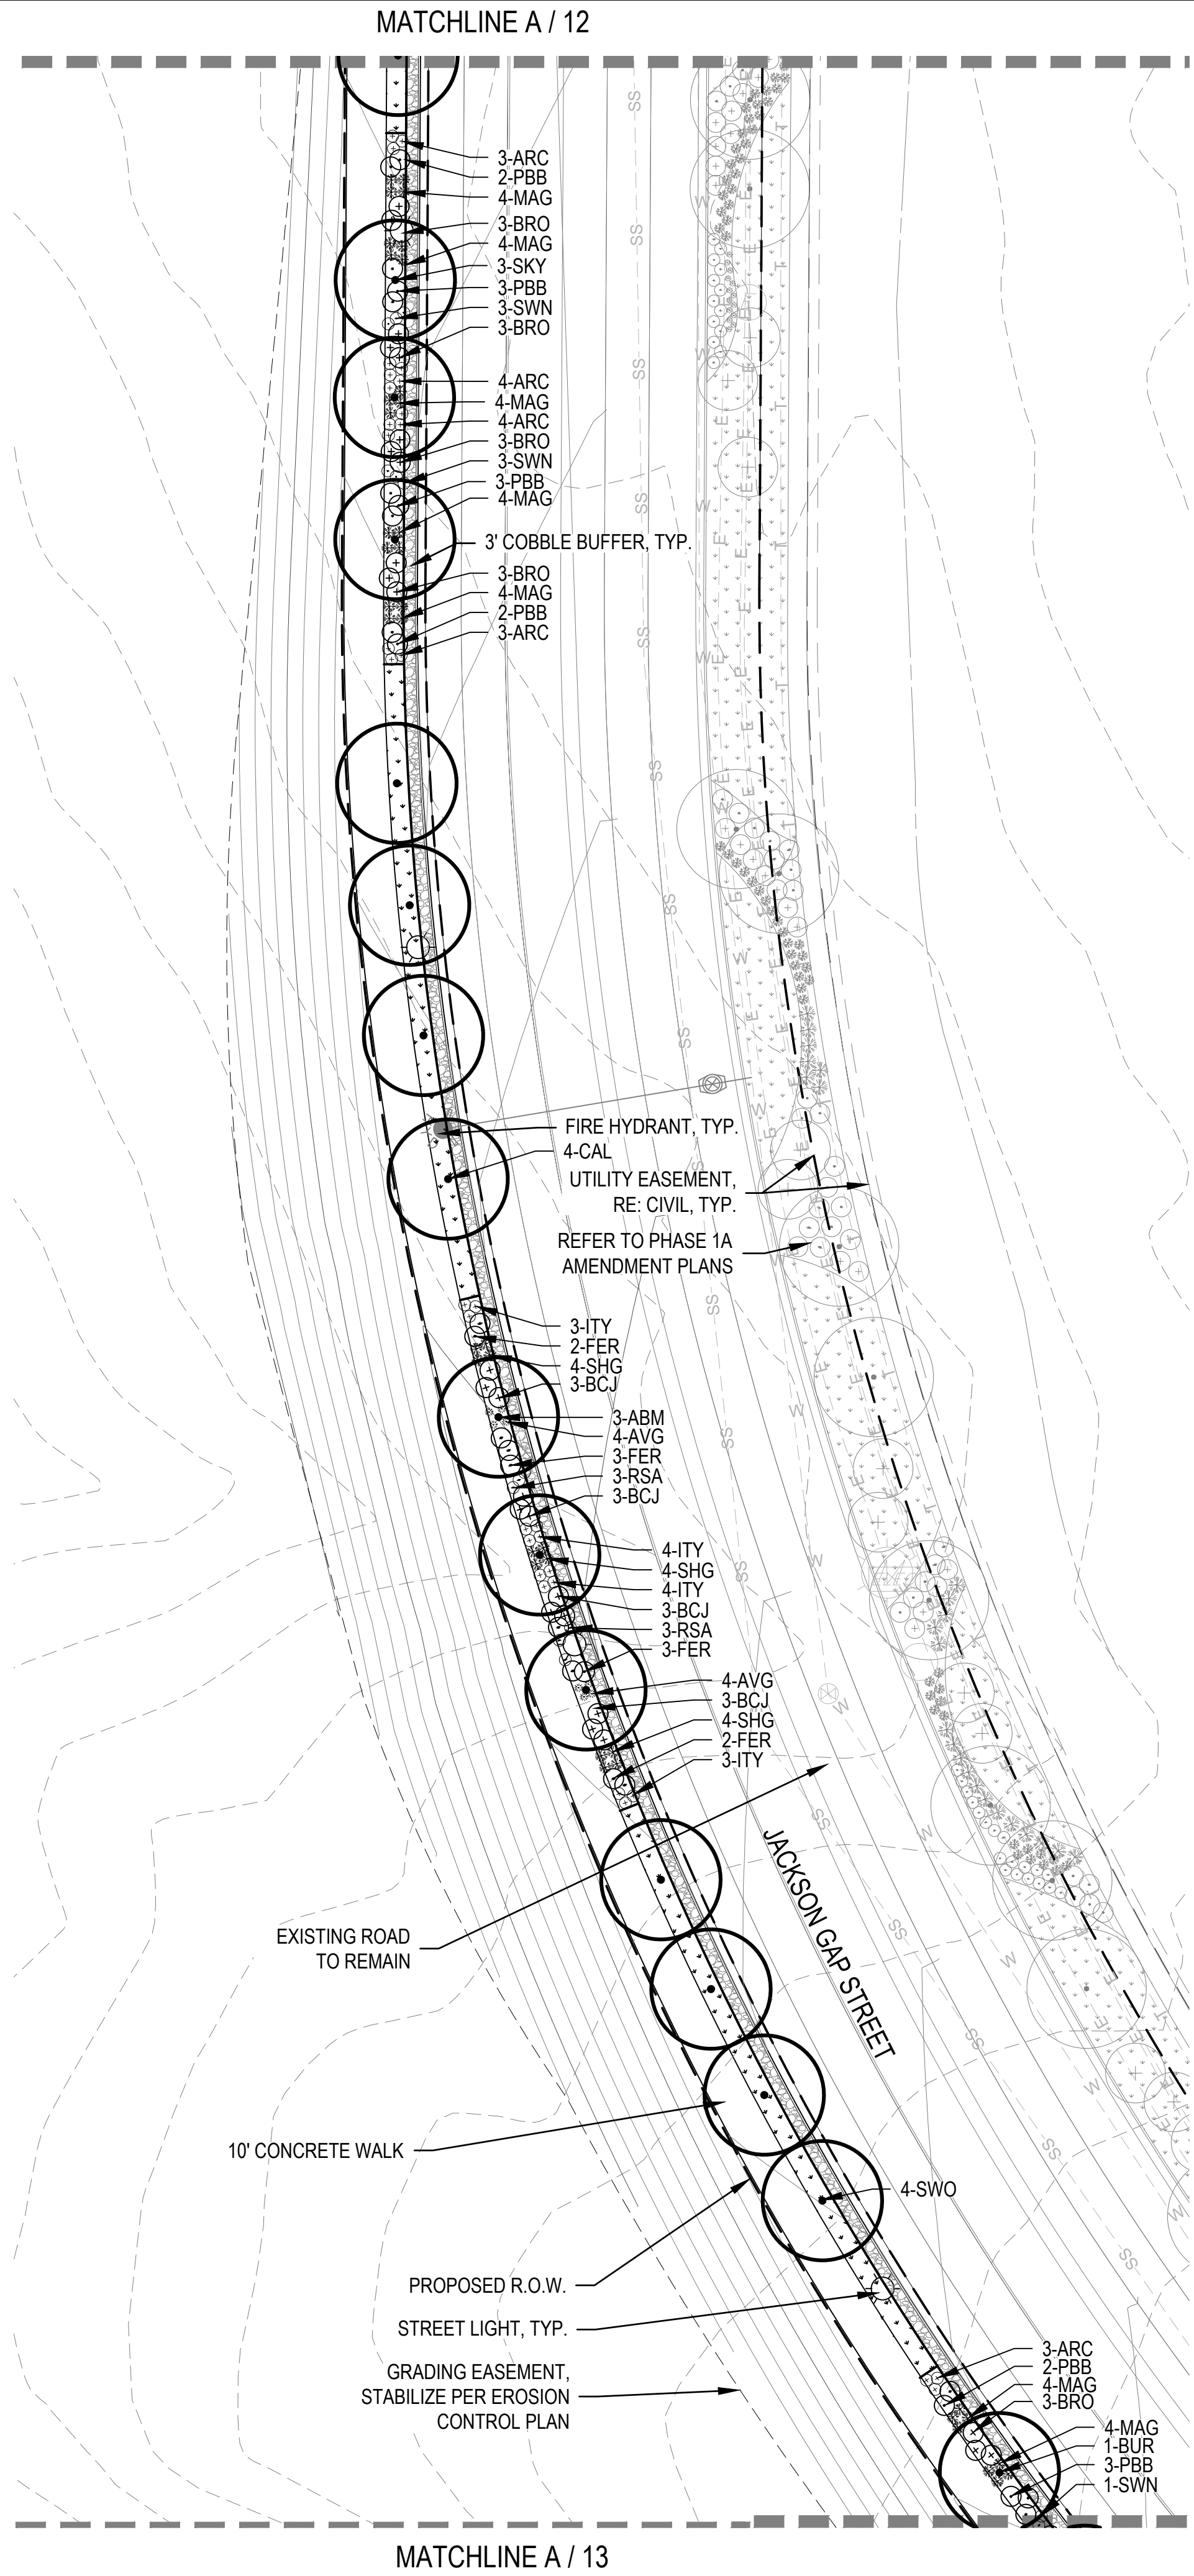 MATCHLINE A / 12
3-ARC
2-PBB
4-MAG
3-BRO
4-MAG
3-SKY
3-PBB
3-SWN
3-BRO
4-ARC
4-MAG
4-ARC
3-BRO
3-SWN
3-PBB
4-MAG
3' COBBLE BUFFER, TYP.
3-BRO
4-MAG
2-PBB
3-ARC
FIRE HYDRANT, TYP.
4-CAL
UTILITY EASEMENT,
RE: CIVIL, TYP.
REFER TO PHASE 1A
AMENDMENT PLANS
3-ITY
2-FER
4-SHG
3-BCJ
3-ABM
4-AVG
3-FER
3-RSA
3-BCJ
4-ITY
4-SHG
4-ITY
3-BCJ
3-RSA
3-FER
4-AVG
3-BCJ
4-SHG
2-FER
3-ITY
JACKSON GAP STREET
EXISTING ROAD
TO REMAIN
10' CONCRETE WALK
4-SWO
PROPOSED R.O.W.
STREET LIGHT, TYP.
GRADING EASEMENT,
STABILIZE PER EROSION
CONTROL PLAN
3-ARC
2-PBB
4-MAG
3-BRO
4-MAG
1-BUR
3-PBB
1-SWN
MATCHLINE A / 13